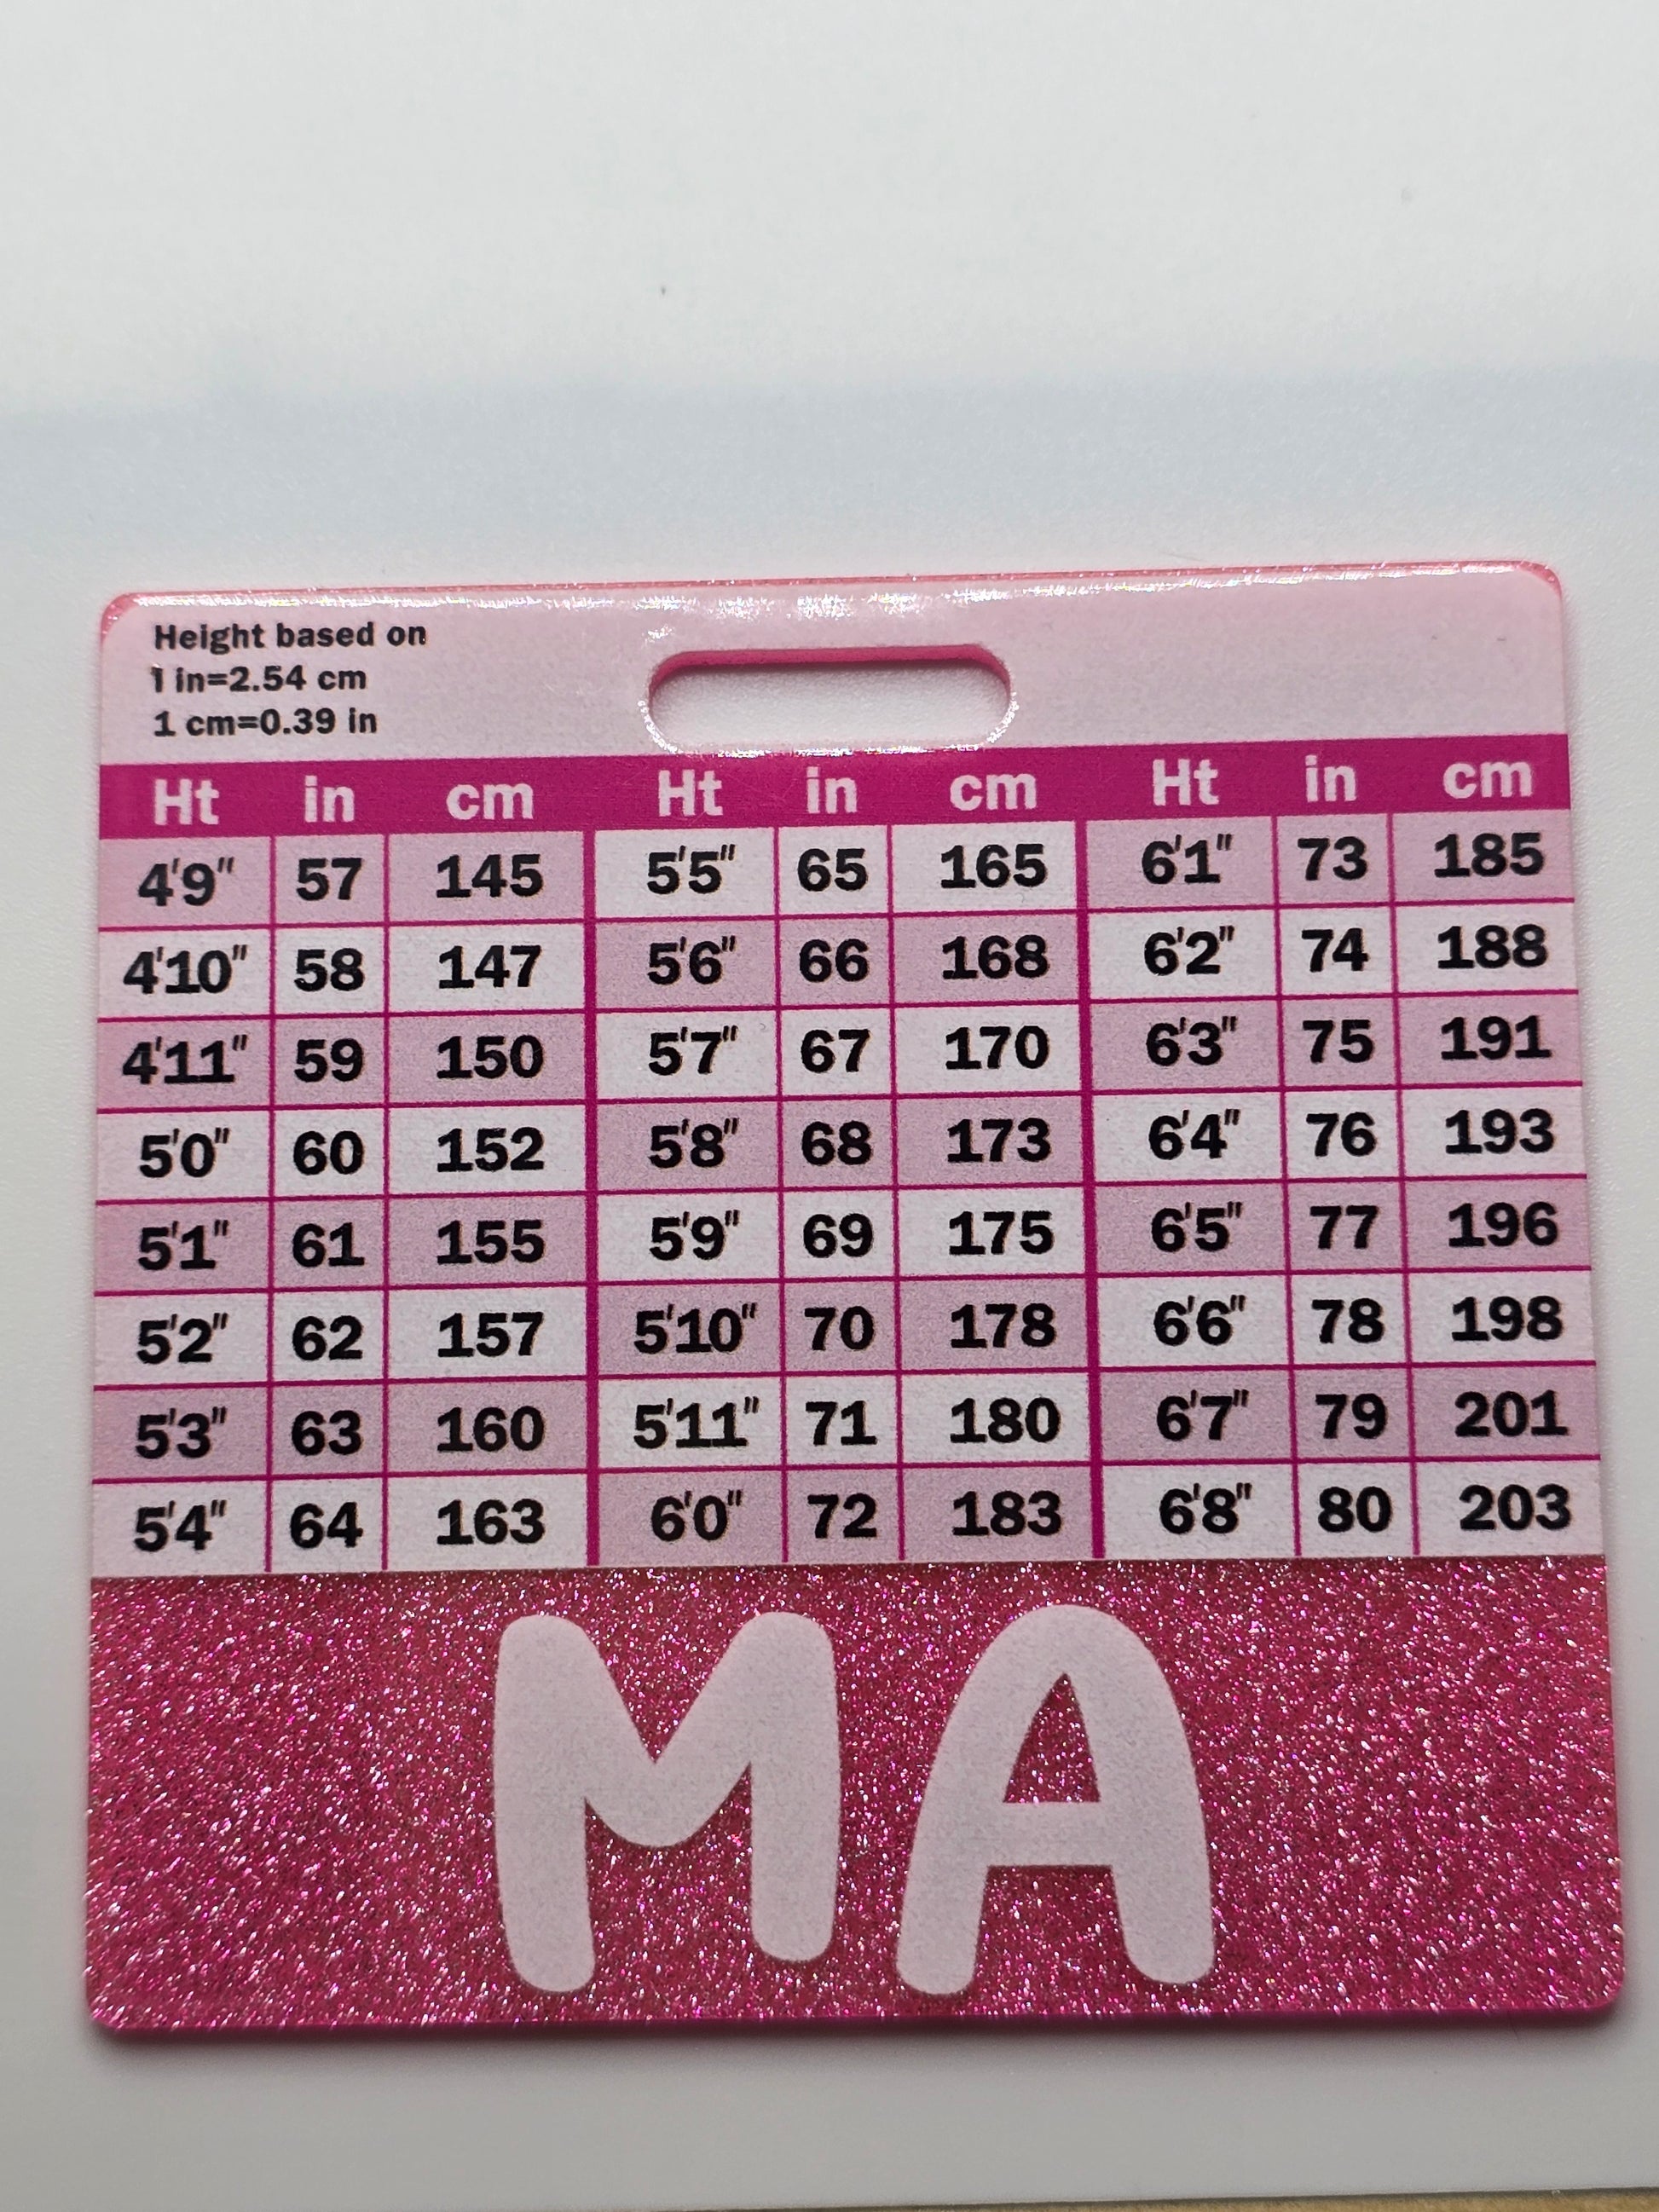 Height based on
1 in=2.54 cm
1 cm=0.39 in
Ht in cm Ht in cm Ht in cm
4'9" 57 145 5'5" 65 165 6'1" 73 185
4'10" 58 147 5'6" 66 168 6'2" 74 188
4'11" 59 150 5'7" 67 170 6'3" 75 191
5'0" 60 152 5'8" 68 173 6'4" 76 193
5'1" 61 155 5'9" 69 175 6'5" 77 196
5'2" 62 157 5'10" 70 178 6'6" 78 198
5'3" 63 160 5'11" 71 180 6'7" 79 201
5'4" 64 163 6'0" 72 183 6'8" 80 203
MA